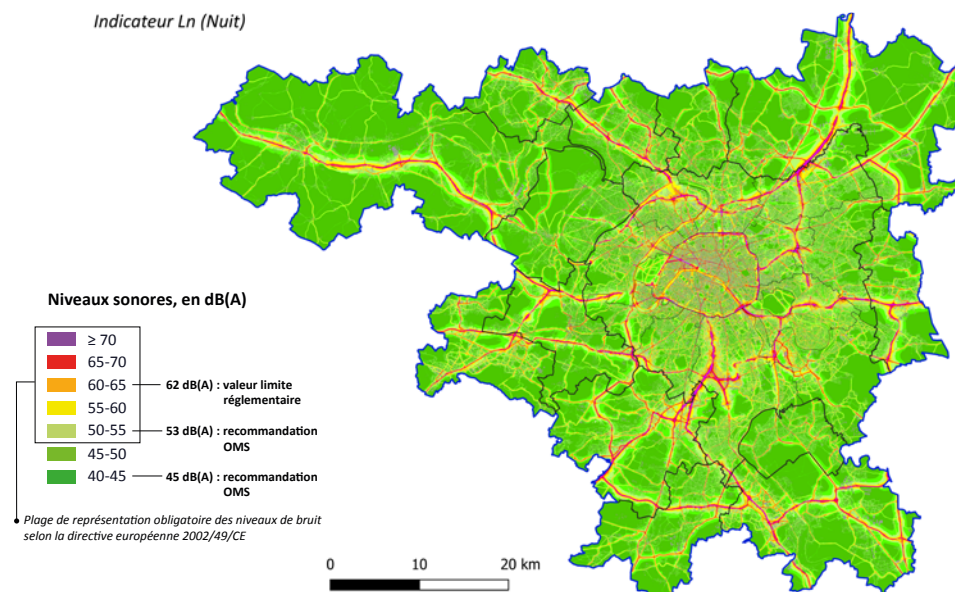 Indicateur Ln (Nuit)
Niveaux sonores, en dB(A)
≥ 70
65-70
60-65
62 dB(A) : valeur limite
réglementaire
55-60
50-55
53 dB(A) : recommandation
OMS
45-50
40-45
45 dB(A) : recommandation
OMS
Plage de représentation obligatoire des niveaux de bruit
selon la directive européenne 2002/49/CE
0 10 20 km